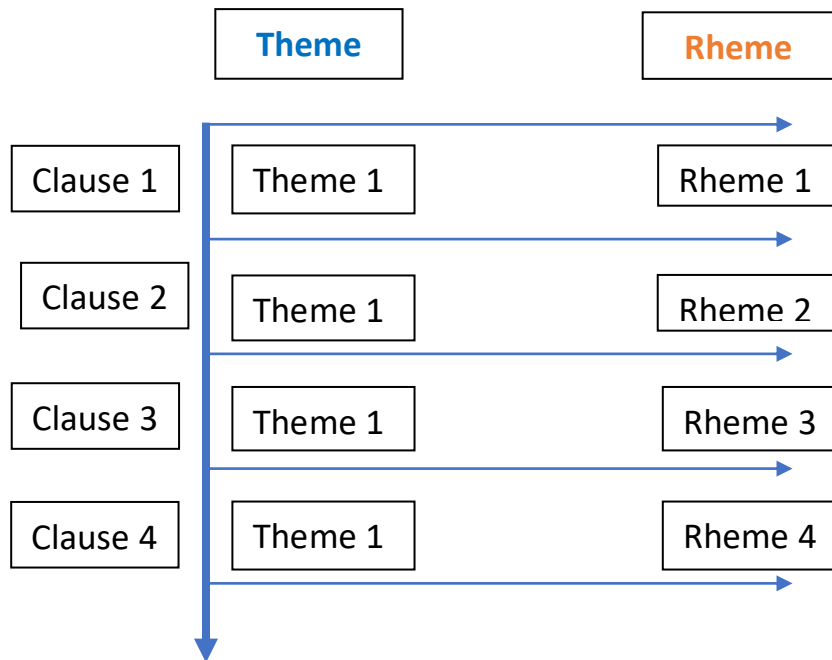 Theme Rheme
Clause 1 Theme 1 Rheme 1
Clause 2 Theme 1 Rheme 2
Clause 3 Theme 1 Rheme 3
Clause 4 Theme 1 Rheme 4